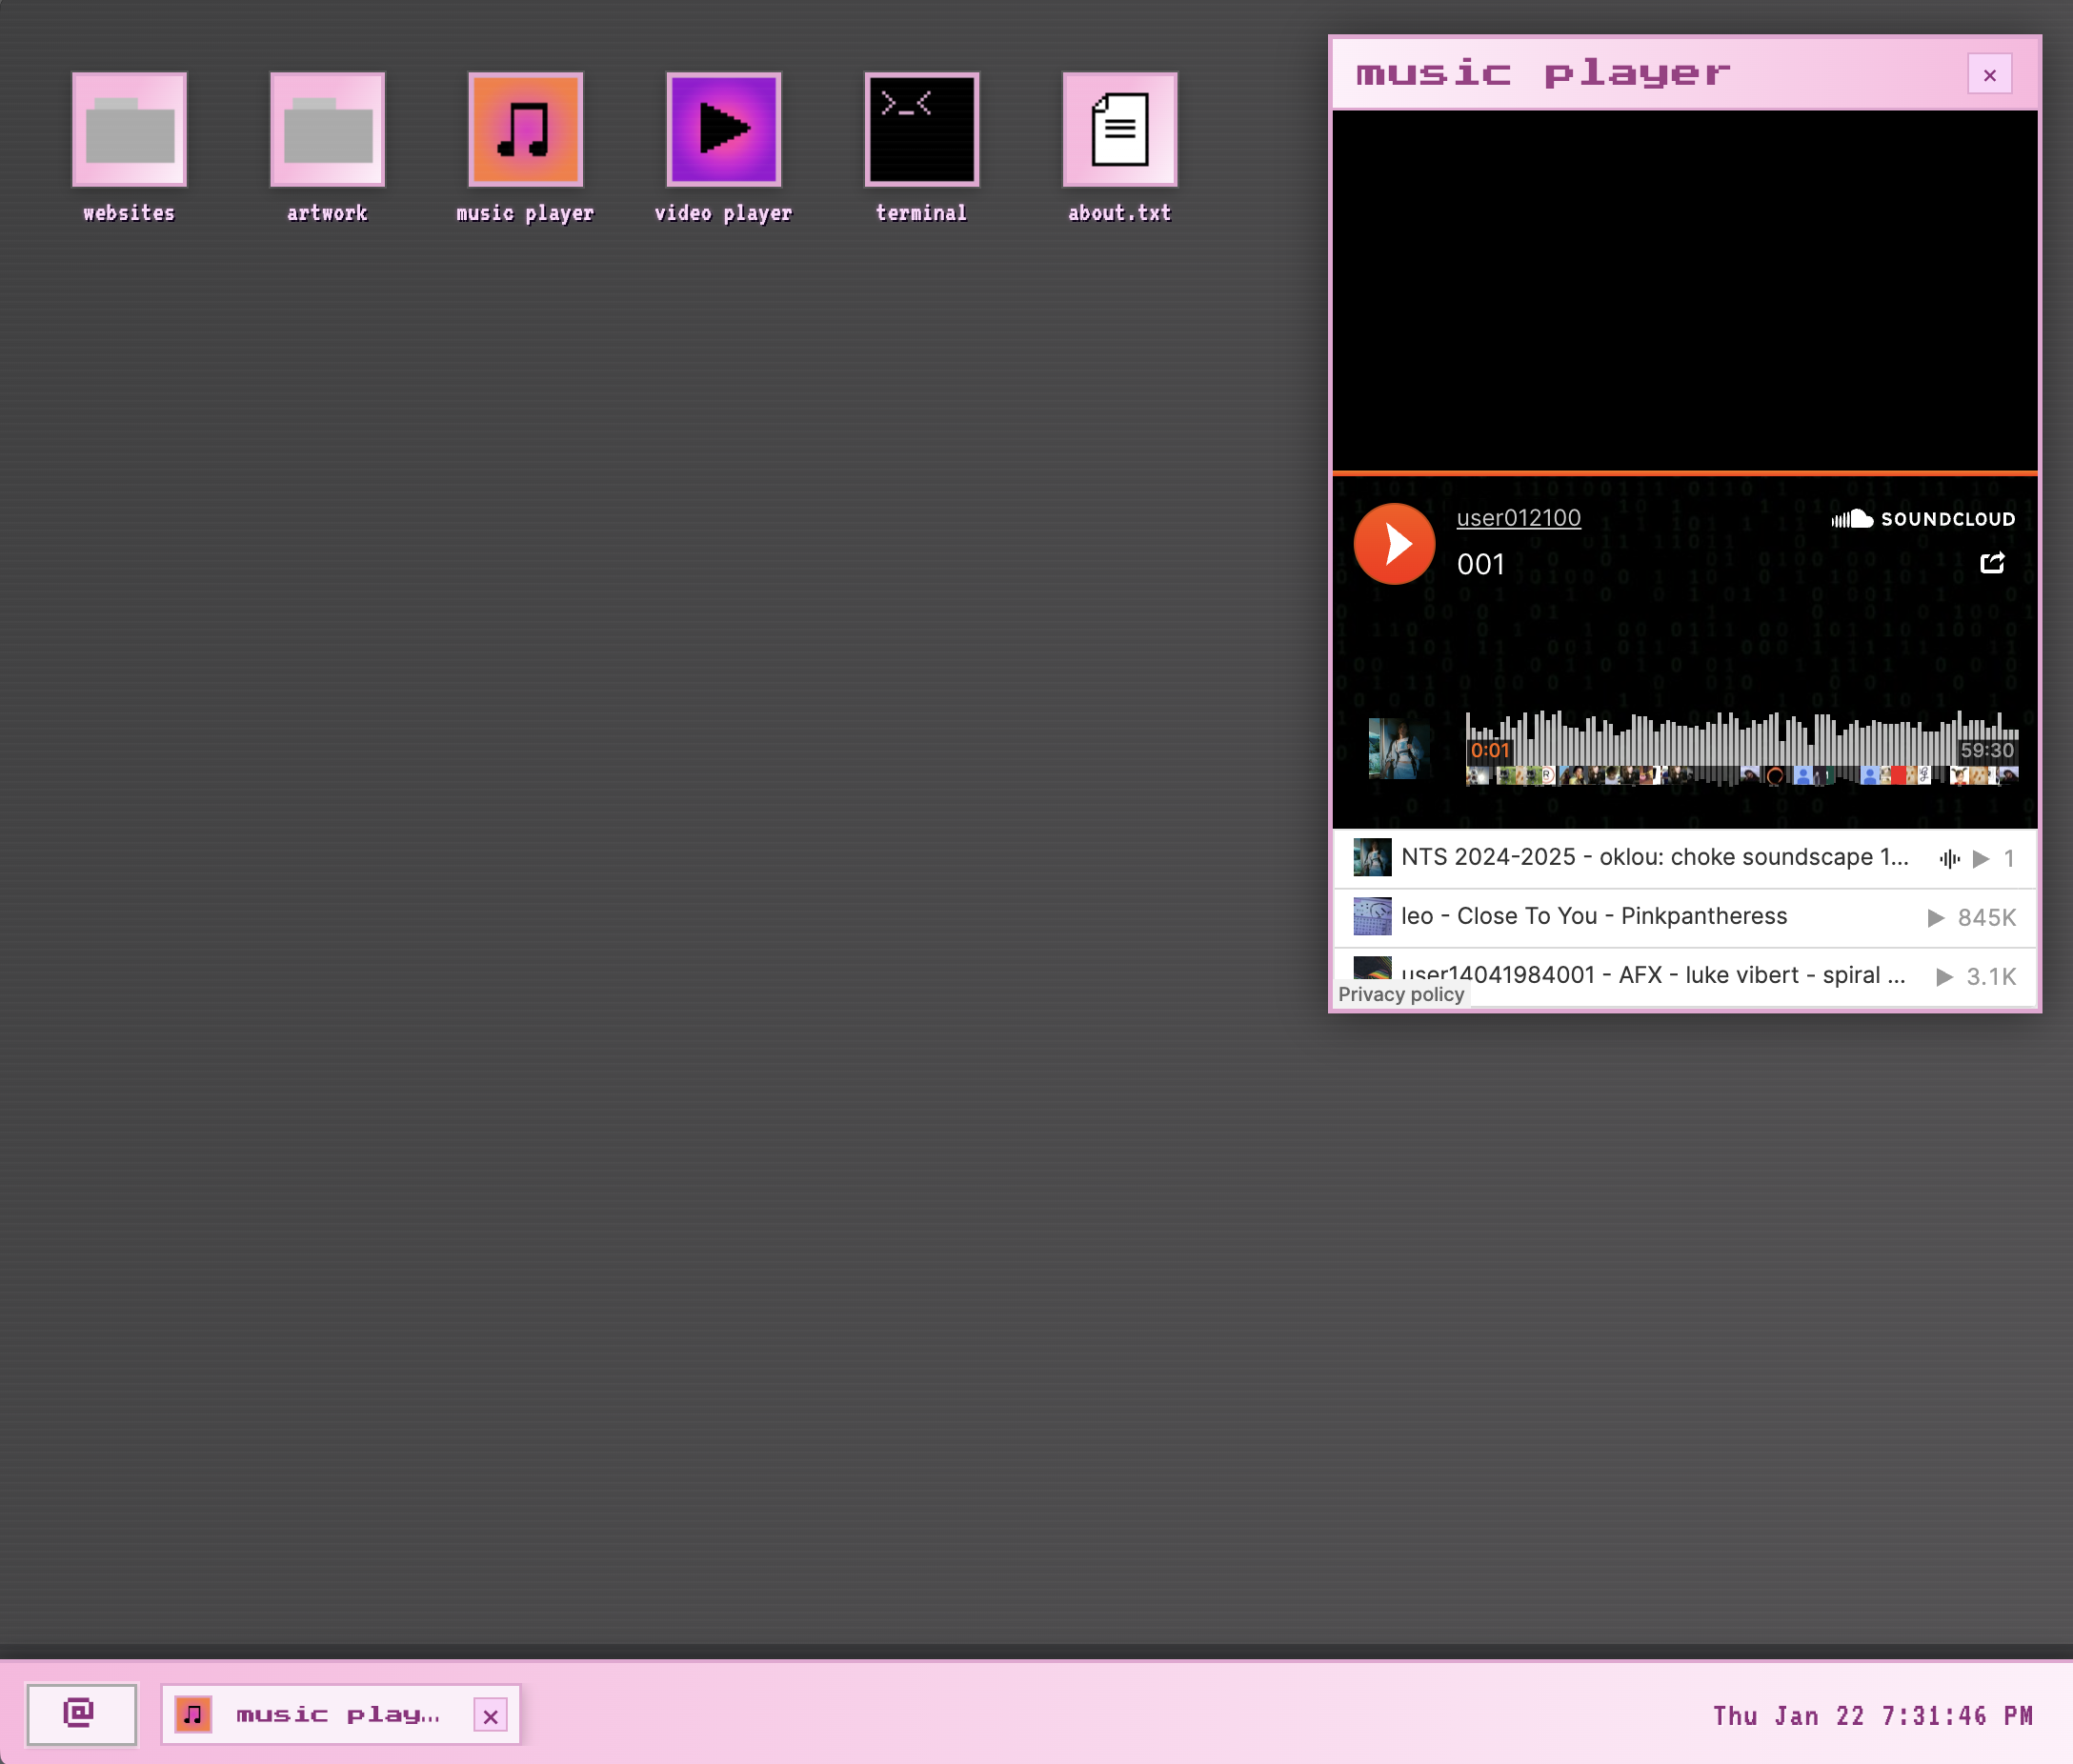 websites
artwork
music player
video player
>_<
terminal
about.txt
music player
×
user012100
SOUNDCLOUD
001
0:01
59:30
NTS 2024-2025 - oklou: choke soundscape 1...
1
leo - Close To You - Pinkpantheress
845K
user14041984001 - AFX - luke vibert - spiral ...
3.1K
Privacy policy
@
music play...
×
Thu Jan 22 7:31:46 PM